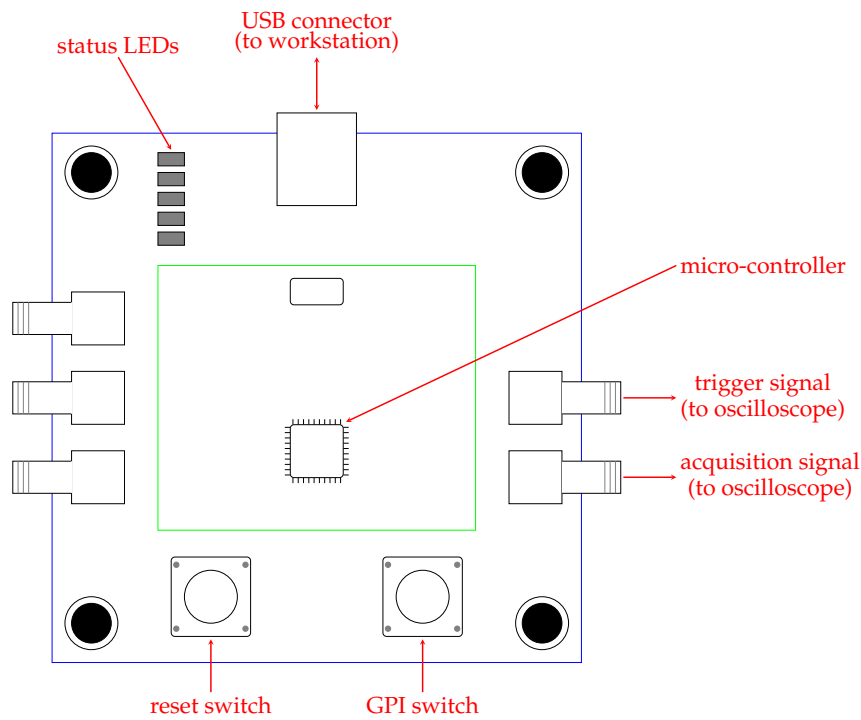 USB connector
(to workstation)
status LEDs
micro-controller
trigger signal
(to oscilloscope)
acquisition signal
(to oscilloscope)
reset switch
GPI switch